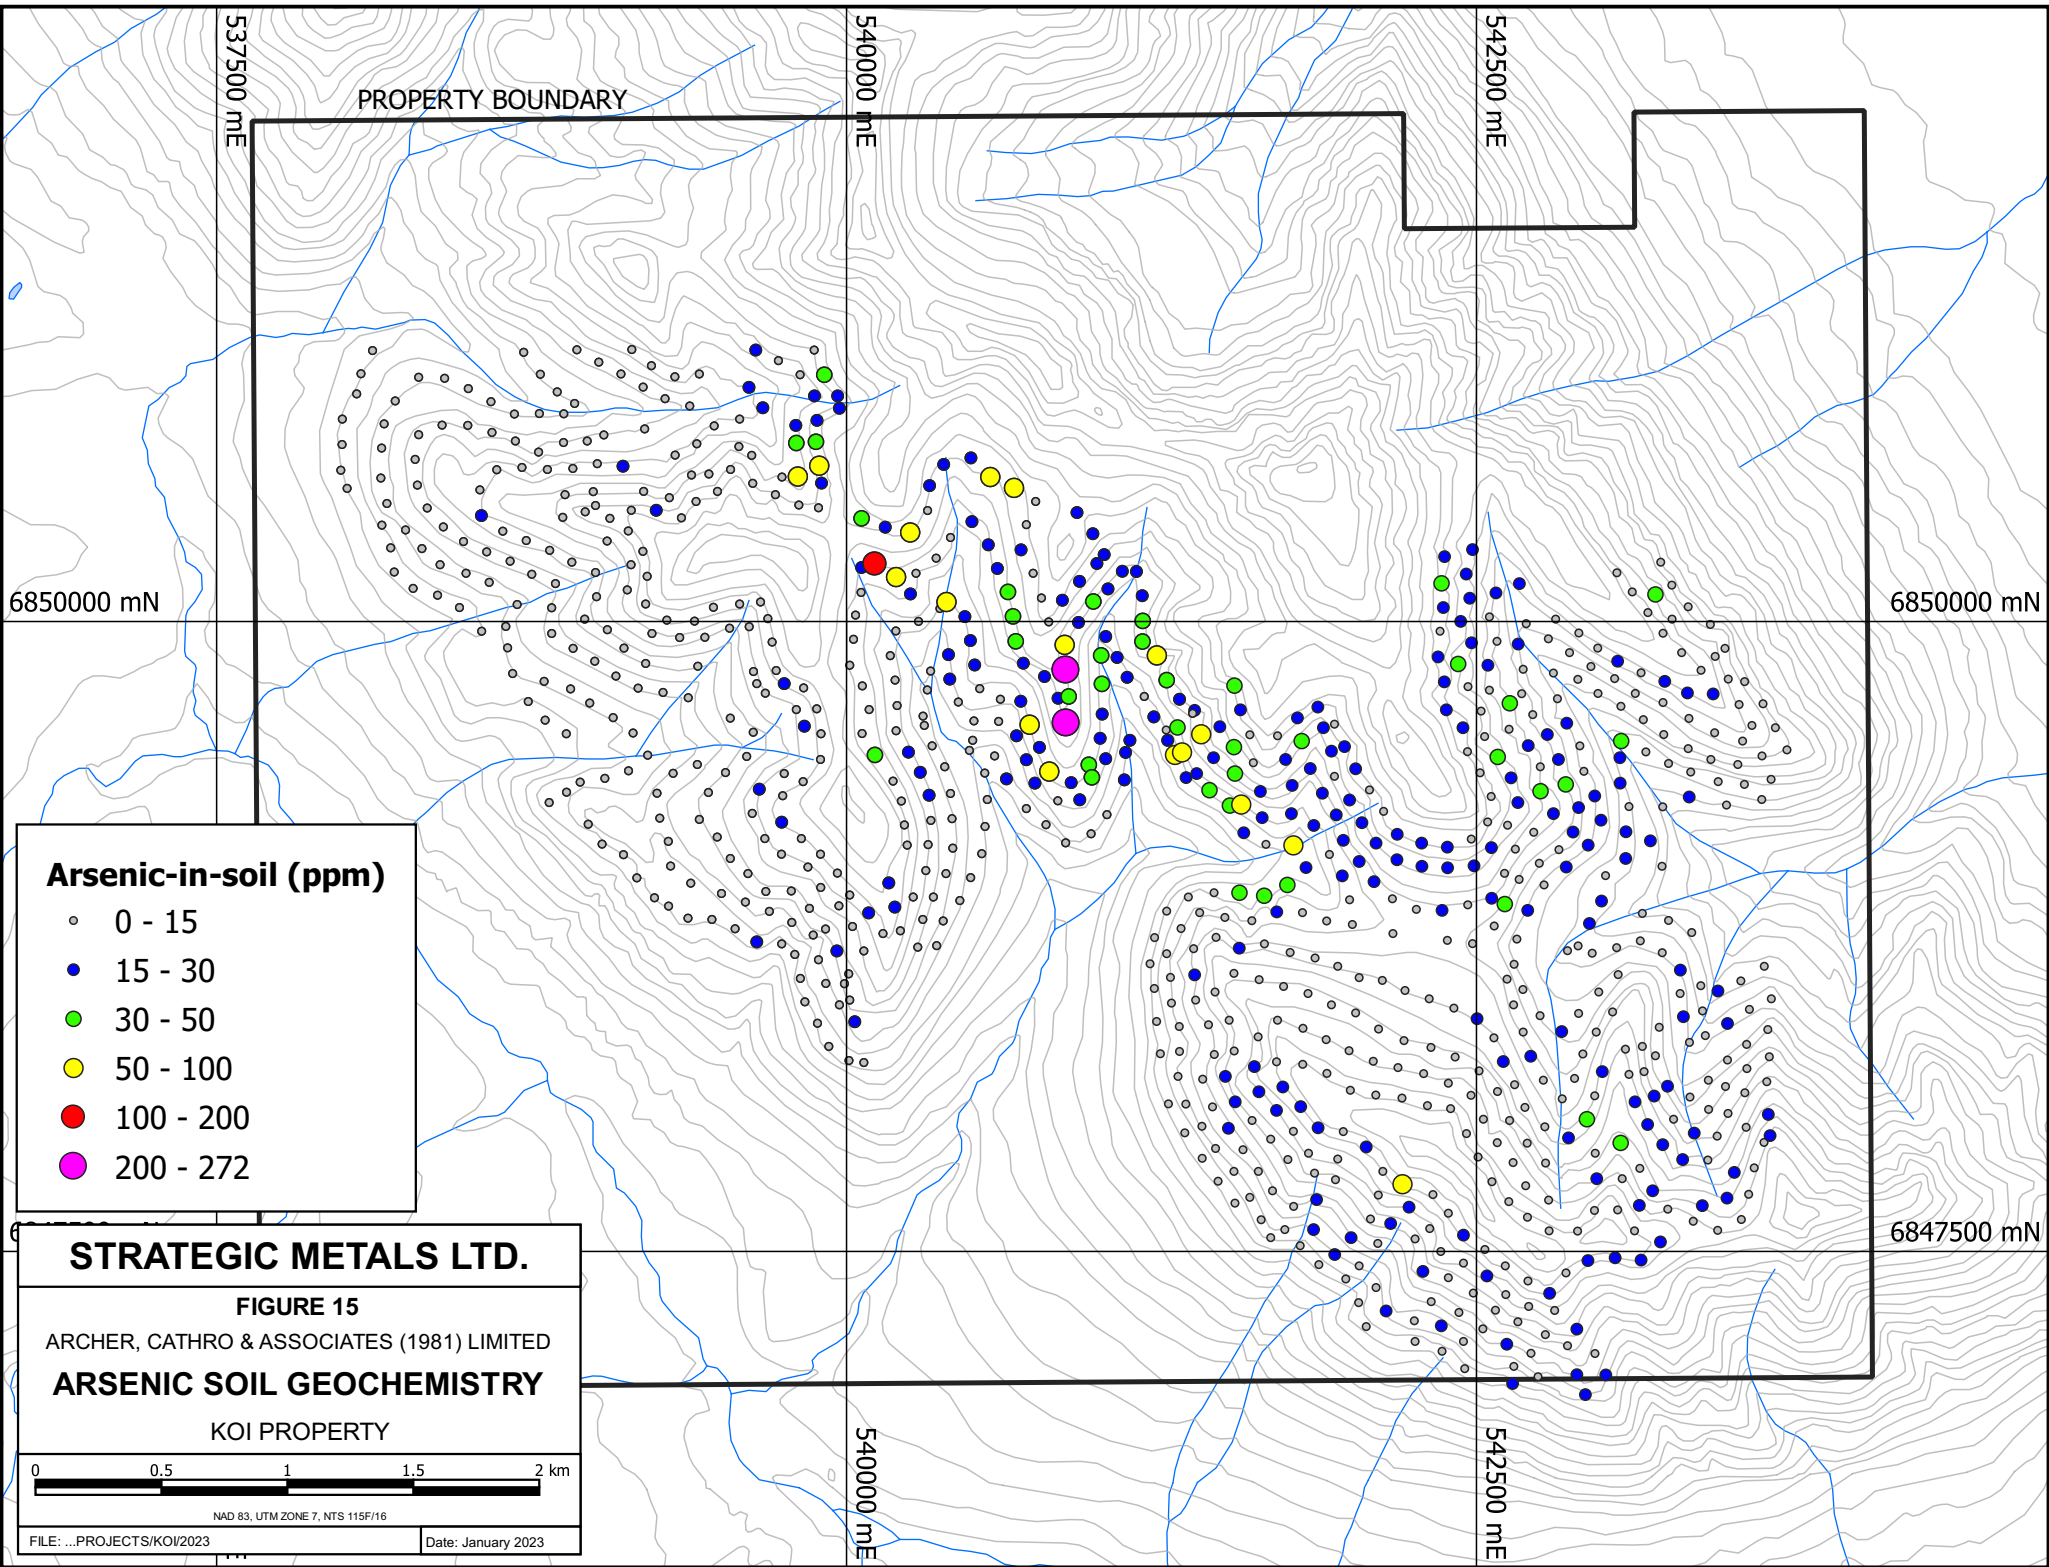 537500 mE
540000 mE
542500 mE
PROPERTY BOUNDARY
6850000 mN
6850000 mN
Arsenic-in-soil (ppm)
0 - 15
15 - 30
30 - 50
50 - 100
100 - 200
200 - 272
6847500 mN
STRATEGIC METALS LTD.
FIGURE 15
ARCHER, CATHRO & ASSOCIATES (1981) LIMITED
ARSENIC SOIL GEOCHEMISTRY
KOI PROPERTY
0 0.5 1 1.5 2 km
NAD 83, UTM ZONE 7, NTS 115F/16
FILE: ...PROJECTS/KOI/2023
Date: January 2023
540000 mE
542500 mE